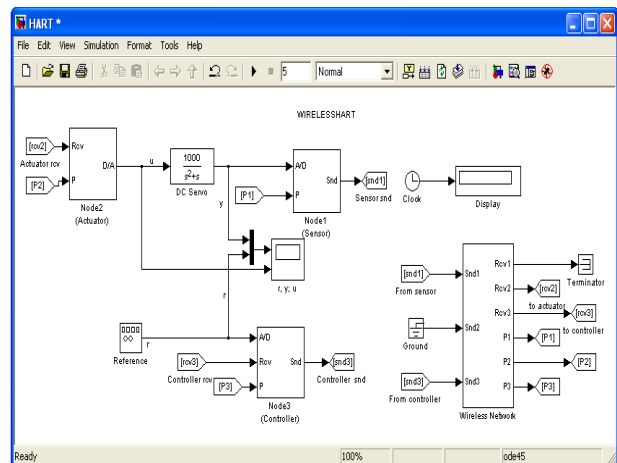 HART *
File Edit View Simulation Format Tools Help
5 Normal
WIRELESSHART
[rcv2]
Actuator rcv
[P2]
Rcv
D/A
P
Node2
(Actuator)
u
1000
s²+s
DC Servo
y
[P1]
A/D
Snd
P
Node1
(Sensor)
[snd1]
Sensor snd
Clock
Display
r, y; u
r
Reference
r
[rcv3]
Controller rcv
[P3]
A/D
Rcv Snd
P
Node3
(Controller)
[snd3]
Controller snd
[snd1]
From sensor
Ground
[snd3]
From controller
Snd1
Snd2
Snd3
Rcv1
Rcv2
Rcv3
P1
P2
P3
Wireless Network
Terminator
[rcv2]
to actuator
[rcv3]
to controller
[P1]
[P2]
[P3]
Ready 100% ode45